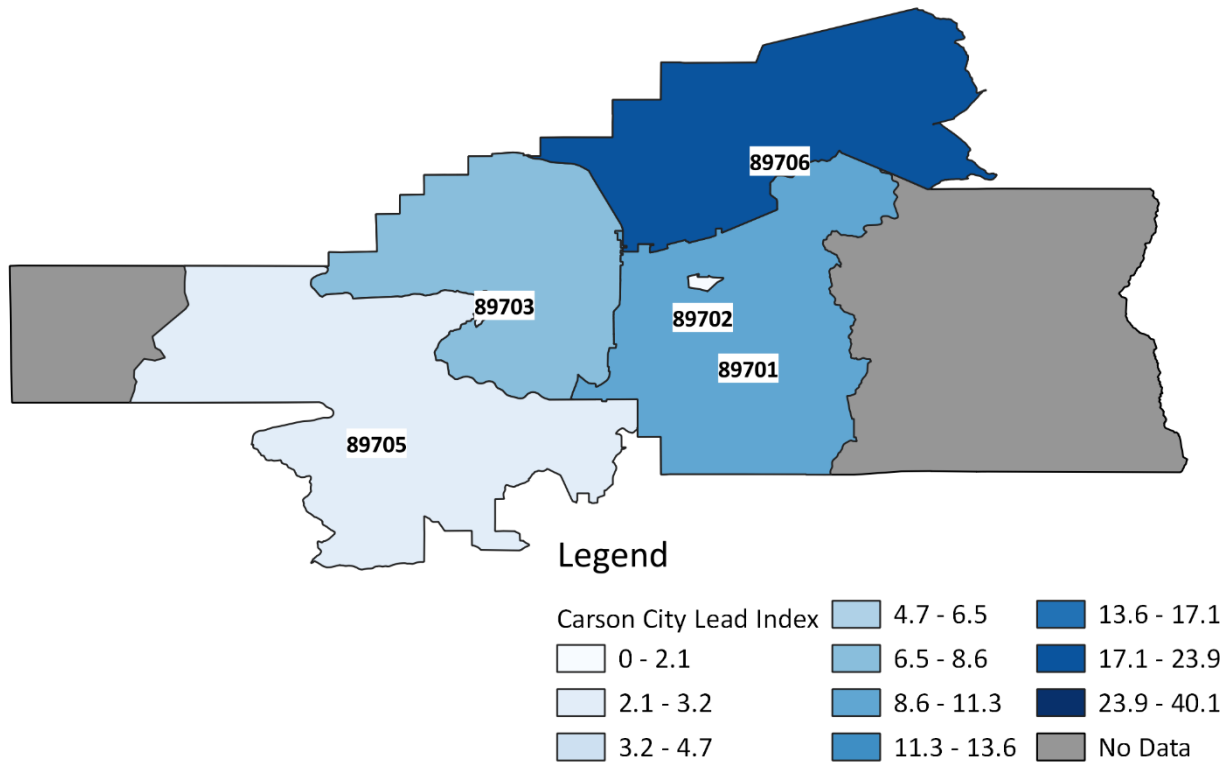 89706
89703
89702
89701
89705
Legend
Carson City Lead Index
0 - 2.1
2.1 - 3.2
3.2 - 4.7
4.7 - 6.5
6.5 - 8.6
8.6 - 11.3
11.3 - 13.6
13.6 - 17.1
17.1 - 23.9
23.9 - 40.1
No Data